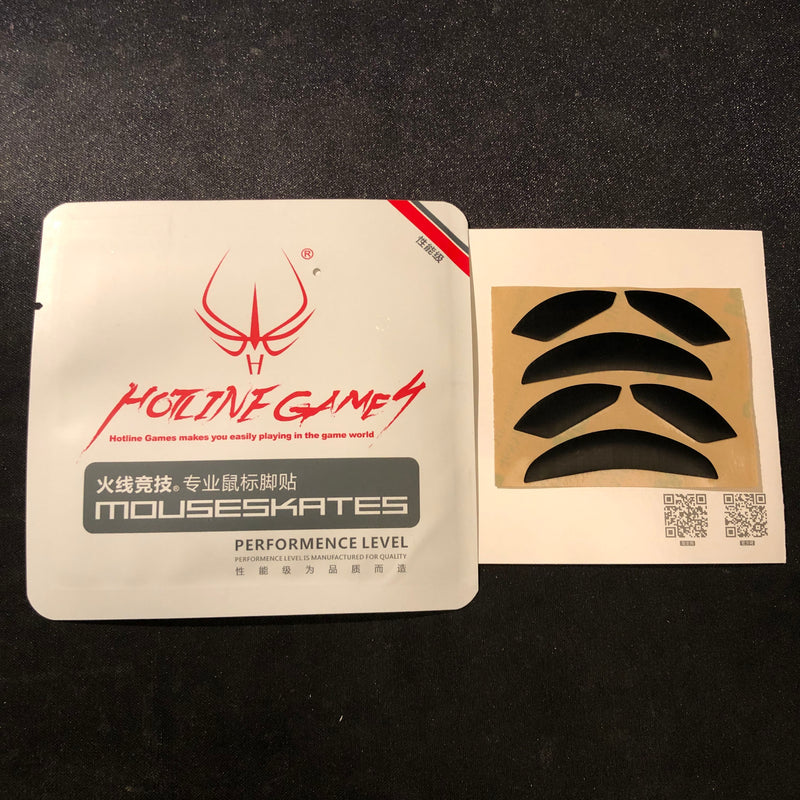 性能级
®
H
HOTLINE GAMES
Hotline Games makes you easily playing in the game world
火线竞技® 专业鼠标脚贴
MOUSESKATES
PERFORMENCE LEVEL
PERFORMENCE LEVEL IS MANUFACTURED FOR QUALITY
性能级为品质而造